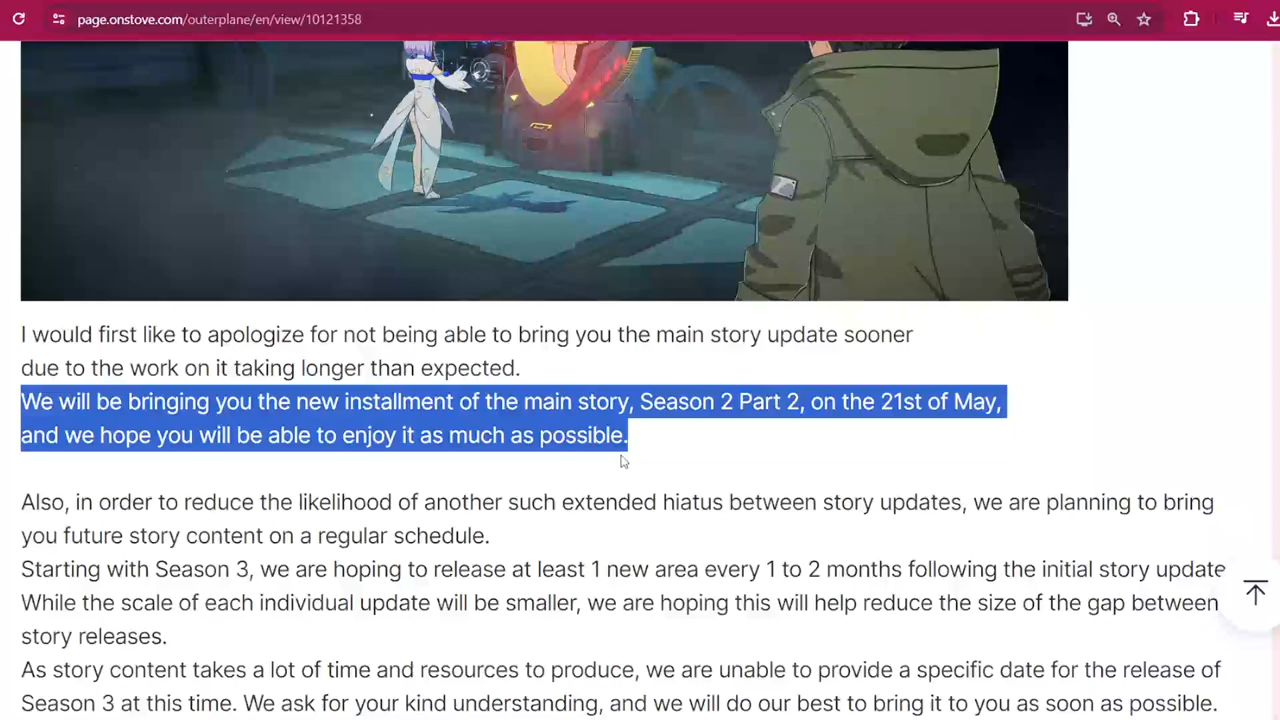 page.onstove.com/outerplane/en/view/10121358
I would first like to apologize for not being able to bring you the main story update sooner
due to the work on it taking longer than expected.
We will be bringing you the new installment of the main story, Season 2 Part 2, on the 21st of May,
and we hope you will be able to enjoy it as much as possible.
Also, in order to reduce the likelihood of another such extended hiatus between story updates, we are planning to bring
you future story content on a regular schedule.
Starting with Season 3, we are hoping to release at least 1 new area every 1 to 2 months following the initial story update
While the scale of each individual update will be smaller, we are hoping this will help reduce the size of the gap between
story releases.
As story content takes a lot of time and resources to produce, we are unable to provide a specific date for the release of
Season 3 at this time. We ask for your kind understanding, and we will do our best to bring it to you as soon as possible.